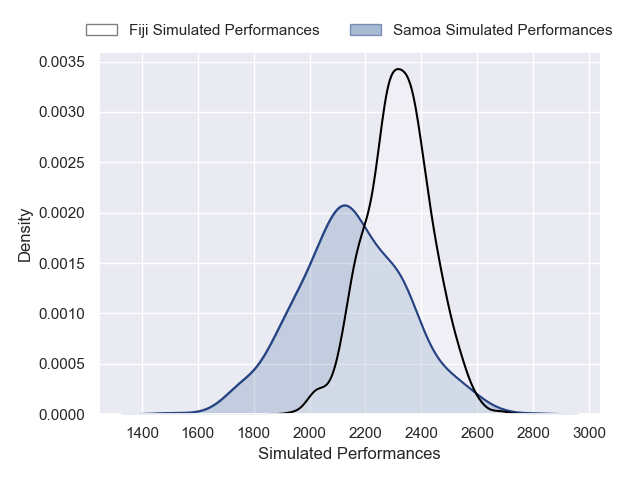 Fiji Simulated Performances Samoa Simulated Performances
0.0035
0.0030
0.0025
0.0020
0.0015
0.0010
0.0005
0.0000
Density
1400 1600 1800 2000 2200 2400 2600 2800 3000
Simulated Performances